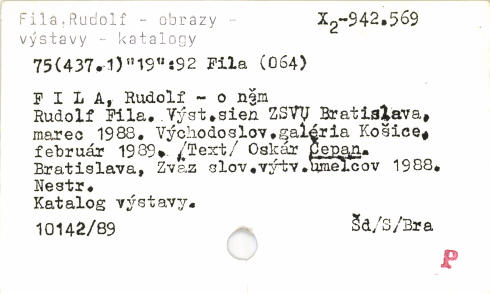 Fila,Rudolf - obrazy -
výstavy - katalogy
X2-942.569
75(437.1)"19":92 Fila (064)
F I L A, Rudolf - o něm
Rudolf Fila. Výst.sien ZSVU Bratislava,
marec 1988. Východoslov.galéria Košice,
február 1989. /Text/ Oskár Čepan.
Bratislava, Zväz slov.výtv.umelcov 1988.
Nestr.
Katalog výstavy.
10142/89
Šd/S/Bra
P